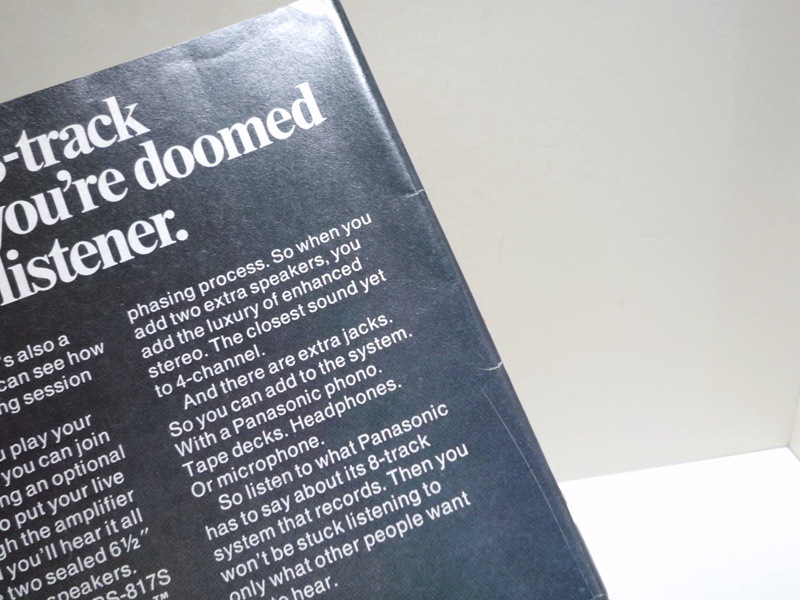 -track
you're doomed
listener.
's also a
can see how
ng session
u play your
you can join
ng an optional
o put your live
gh the amplifier
you'll hear it all
two sealed 6½"
speakers.
RS-817S
™
phasing process. So when you
add two extra speakers, you
add the luxury of enhanced
stereo. The closest sound yet
to 4-channel.
And there are extra jacks.
So you can add to the system.
With a Panasonic phono.
Tape decks. Headphones.
Or microphone.
So listen to what Panasonic
has to say about its 8-track
system that records. Then you
won't be stuck listening to
only what other people want
to hear.